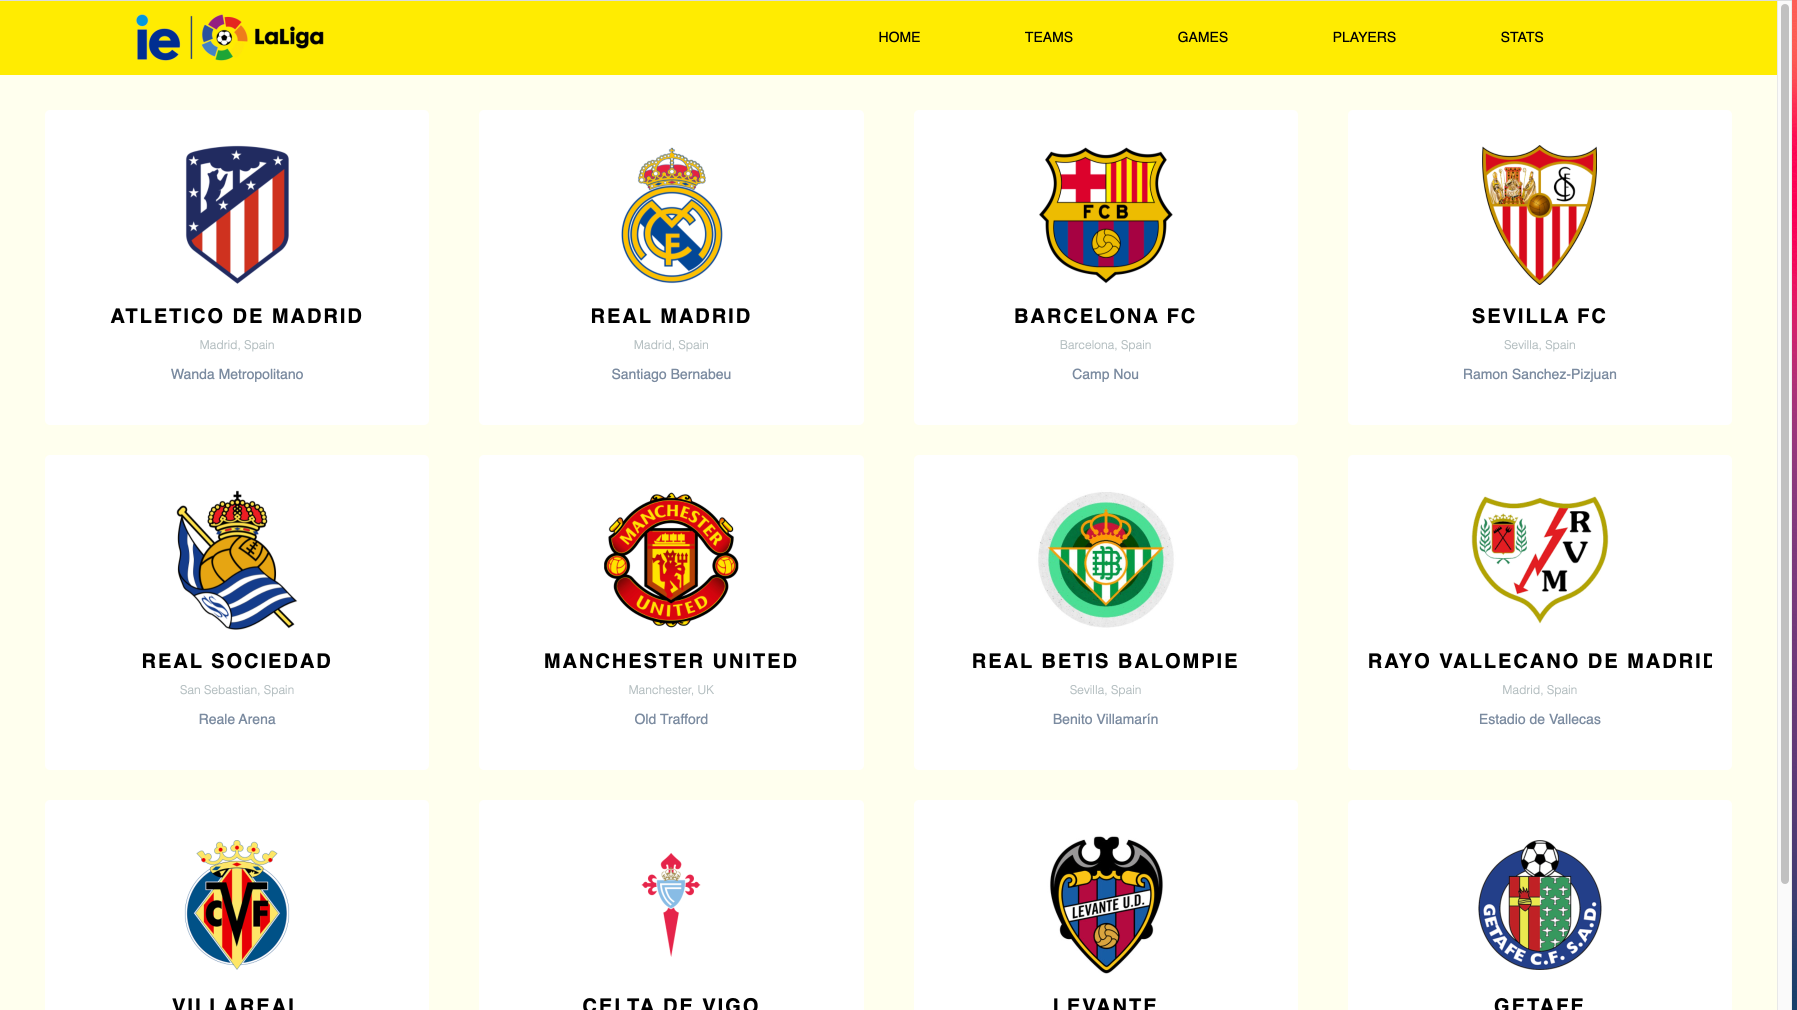 ie LaLiga HOME TEAMS GAMES PLAYERS STATS
FCB
ATLETICO DE MADRID REAL MADRID BARCELONA FC SEVILLA FC
Madrid, Spain Madrid, Spain Barcelona, Spain Sevilla, Spain
Wanda Metropolitano Santiago Bernabeu Camp Nou Ramon Sanchez-Pizjuan
MANCHESTER UNITED RVM
REAL SOCIEDAD MANCHESTER UNITED REAL BETIS BALOMPIE RAYO VALLECANO DE MADRID
San Sebastian, Spain Manchester, UK Sevilla, Spain Madrid, Spain
Reale Arena Old Trafford Benito Villamarín Estadio de Vallecas
CVF LEVANTE U.D. GETAFE C.F. S.A.D.
VILLAREAL CELTA DE VIGO LEVANTE GETAFE